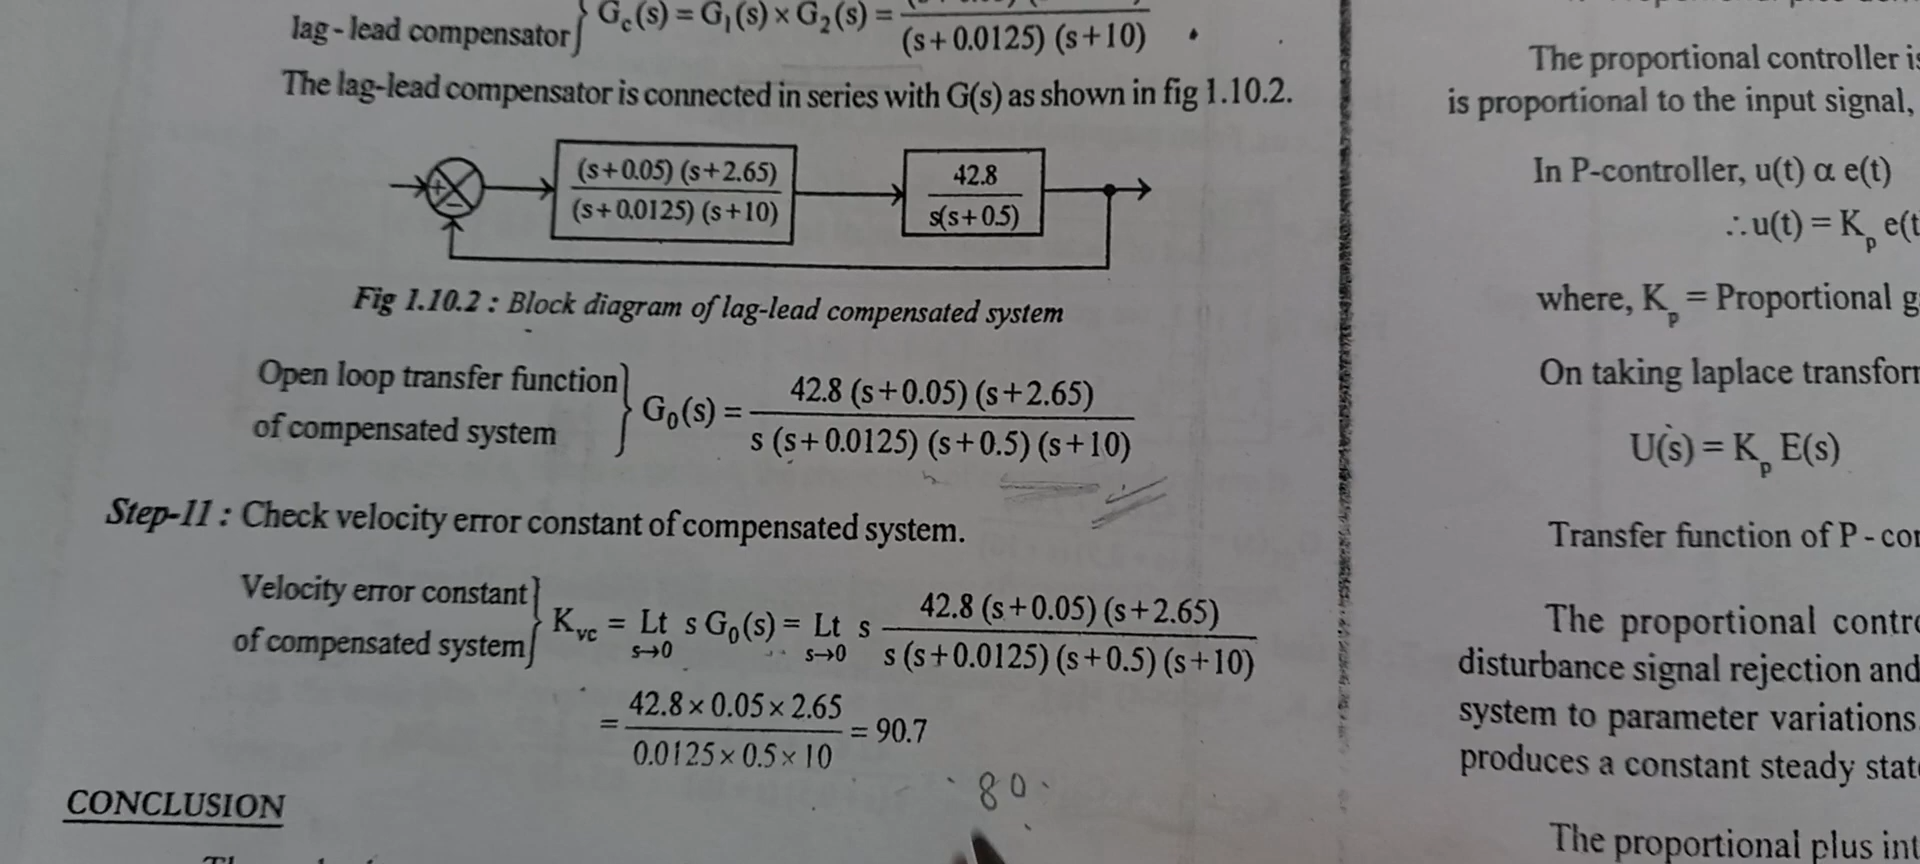 lag-lead compensator} G_c(s) = G_1(s) × G_2(s) =
(s+0.0125) (s+10)
The lag-lead compensator is connected in series with G(s) as shown in fig 1.10.2.
+
−
(s+0.05) (s+2.65)
(s+0.0125) (s+10)
42.8
s(s+0.5)
Fig 1.10.2 : Block diagram of lag-lead compensated system
Open loop transfer function
of compensated system
} G_0(s) =
42.8 (s+0.05) (s+2.65)
s (s+0.0125) (s+0.5) (s+10)
Step-11 : Check velocity error constant of compensated system.
Velocity error constant
of compensated system
} K_vc = Lt s→0 s G_0(s) = Lt s→0 s
42.8 (s+0.05) (s+2.65)
s (s+0.0125) (s+0.5) (s+10)
=
42.8 × 0.05 × 2.65
0.0125 × 0.5 × 10
= 90.7
80
CONCLUSION
The proportional controller is
is proportional to the input signal,
In P-controller, u(t) α e(t)
∴ u(t) = K_p e(t
where, K_p = Proportional g
On taking laplace transfor
U(s) = K_p E(s)
Transfer function of P - co
The proportional contr
disturbance signal rejection and
system to parameter variations.
produces a constant steady stat
The proportional plus int